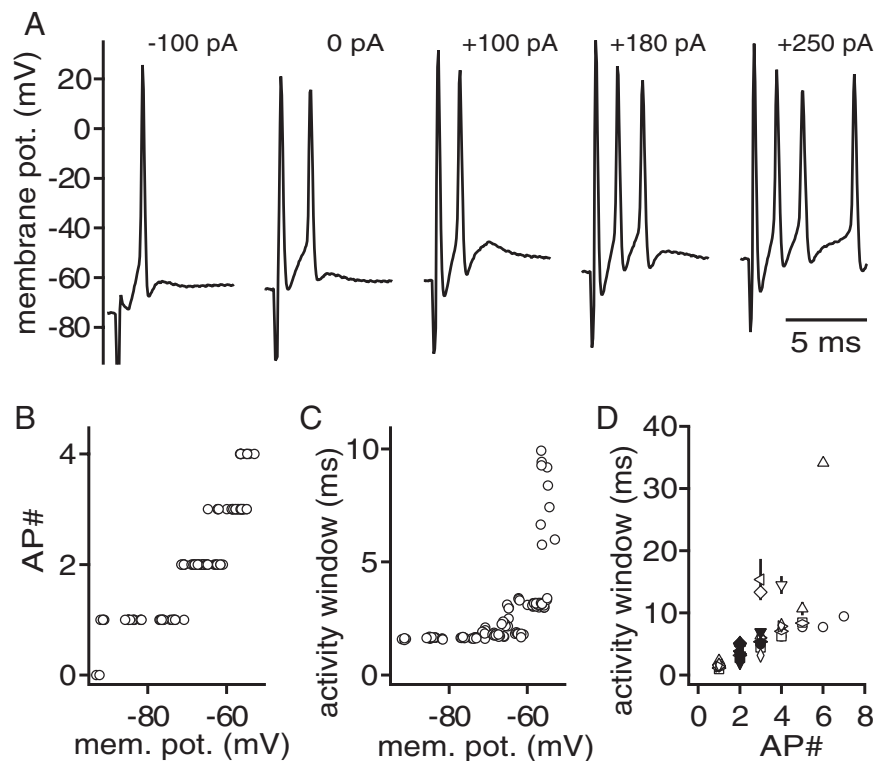 A
-100 pA
0 pA
+100 pA
+180 pA
+250 pA
membrane pot. (mV)
20
0
-20
-40
-60
-80
5 ms
B
AP#
4
2
0
-80
-60
mem. pot. (mV)
C
activity window (ms)
10
5
0
-80
-60
mem. pot. (mV)
D
activity window (ms)
40
30
20
10
0
0
2
4
6
8
AP#